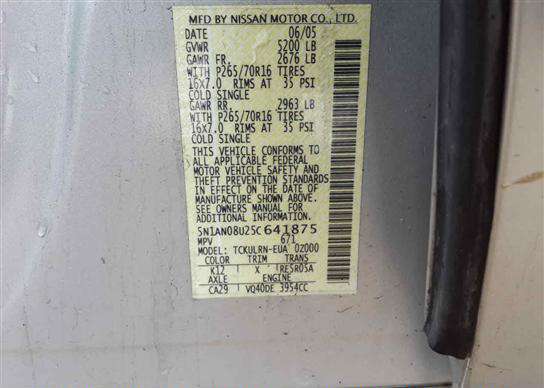 MFD BY NISSAN MOTOR CO., LTD.
DATE 06/05
GVWR 5200 LB
GAWR FR. 2676 LB
WITH P265/70R16 TIRES
16X7.0 RIMS AT 35 PSI
COLD SINGLE
GAWR RR 2963 LB
WITH P265/70R16 TIRES
16X7.0 RIMS AT 35 PSI
COLD SINGLE
THIS VEHICLE CONFORMS TO
ALL APPLICABLE FEDERAL
MOTOR VEHICLE SAFETY AND
THEFT PREVENTION STANDARDS
IN EFFECT ON THE DATE OF
MANUFACTURE SHOWN ABOVE.
SEE OWNERS MANUAL FOR
ADDITIONAL INFORMATION.
5N1AN08U25C641875
MPV 671
MODEL: TCKULRN-EUA 02000
COLOR TRIM TRANS
K12 X RE5R05A
AXLE ENGINE
CA29 VQ40DE 3954CC